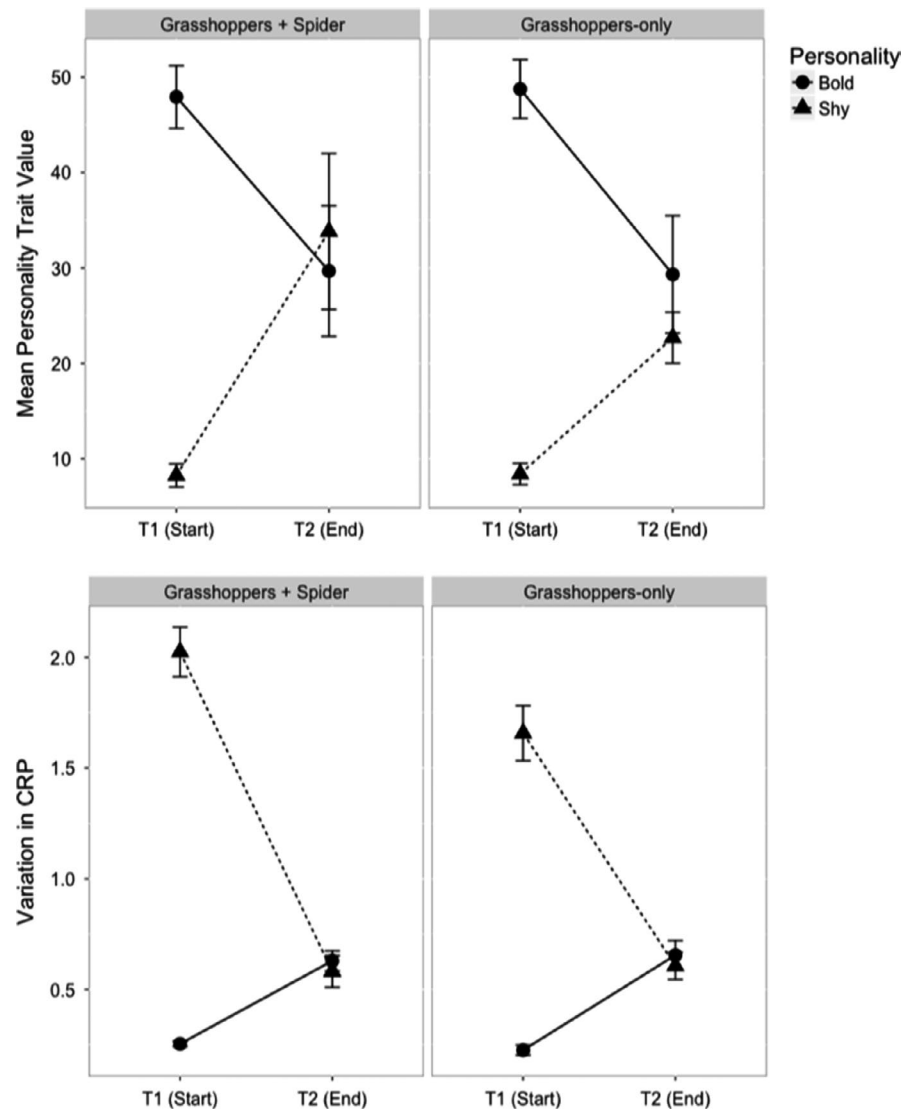 Grasshoppers + Spider
Grasshoppers-only
Personality
Bold
Shy
Mean Personality Trait Value
50
40
30
20
10
T1 (Start)
T2 (End)
T1 (Start)
T2 (End)
Grasshoppers + Spider
Grasshoppers-only
Variation in CRP
2.0
1.5
1.0
0.5
T1 (Start)
T2 (End)
T1 (Start)
T2 (End)